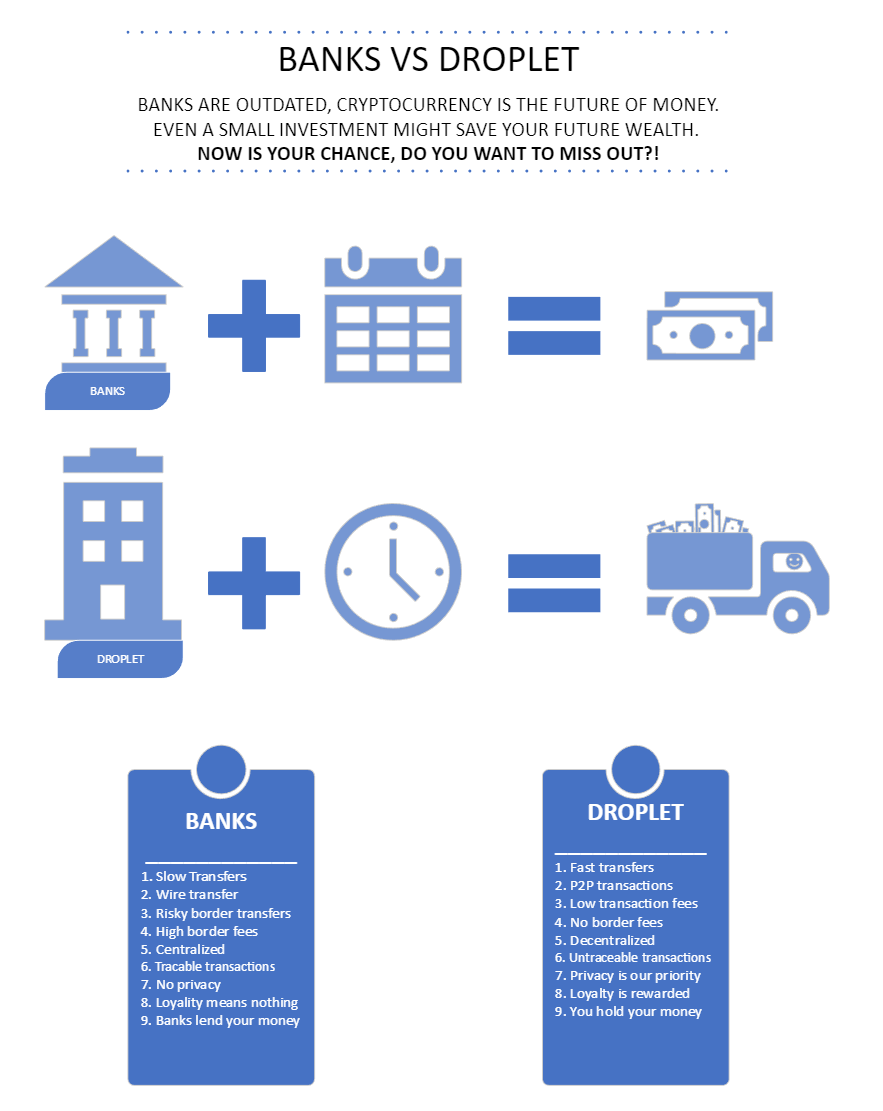 BANKS VS DROPLET
BANKS ARE OUTDATED, CRYPTOCURRENCY IS THE FUTURE OF MONEY.
EVEN A SMALL INVESTMENT MIGHT SAVE YOUR FUTURE WEALTH.
NOW IS YOUR CHANCE, DO YOU WANT TO MISS OUT?!
BANKS
DROPLET
BANKS
1. Slow Transfers
2. Wire transfer
3. Risky border transfers
4. High border fees
5. Centralized
6. Tracable transactions
7. No privacy
8. Loyality means nothing
9. Banks lend your money
DROPLET
1. Fast transfers
2. P2P transactions
3. Low transaction fees
4. No border fees
5. Decentralized
6. Untraceable transactions
7. Privacy is our priority
8. Loyalty is rewarded
9. You hold your money